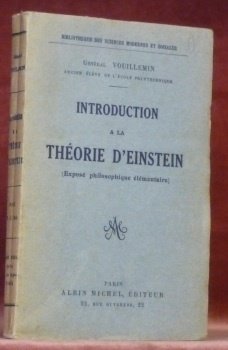 BIBLIOTHÈQUE DES SCIENCES MODERNES ET SOCIALES
GÉNÉRAL VOUILLEMIN
ANCIEN ÉLÈVE DE L'ÉCOLE POLYTECHNIQUE
INTRODUCTION
A LA
THÉORIE D'EINSTEIN
(Exposé philosophique élémentaire)
PARIS
ALBIN MICHEL, ÉDITEUR
22, RUE HUYGHENS, 22